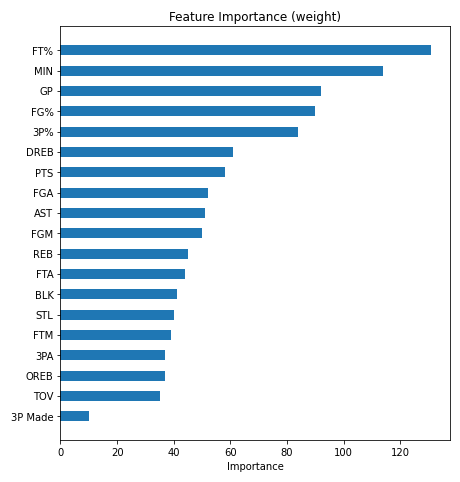 Feature Importance (weight)
FT%
MIN
GP
FG%
3P%
DREB
PTS
FGA
AST
FGM
REB
FTA
BLK
STL
FTM
3PA
OREB
TOV
3P Made
0 20 40 60 80 100 120
Importance